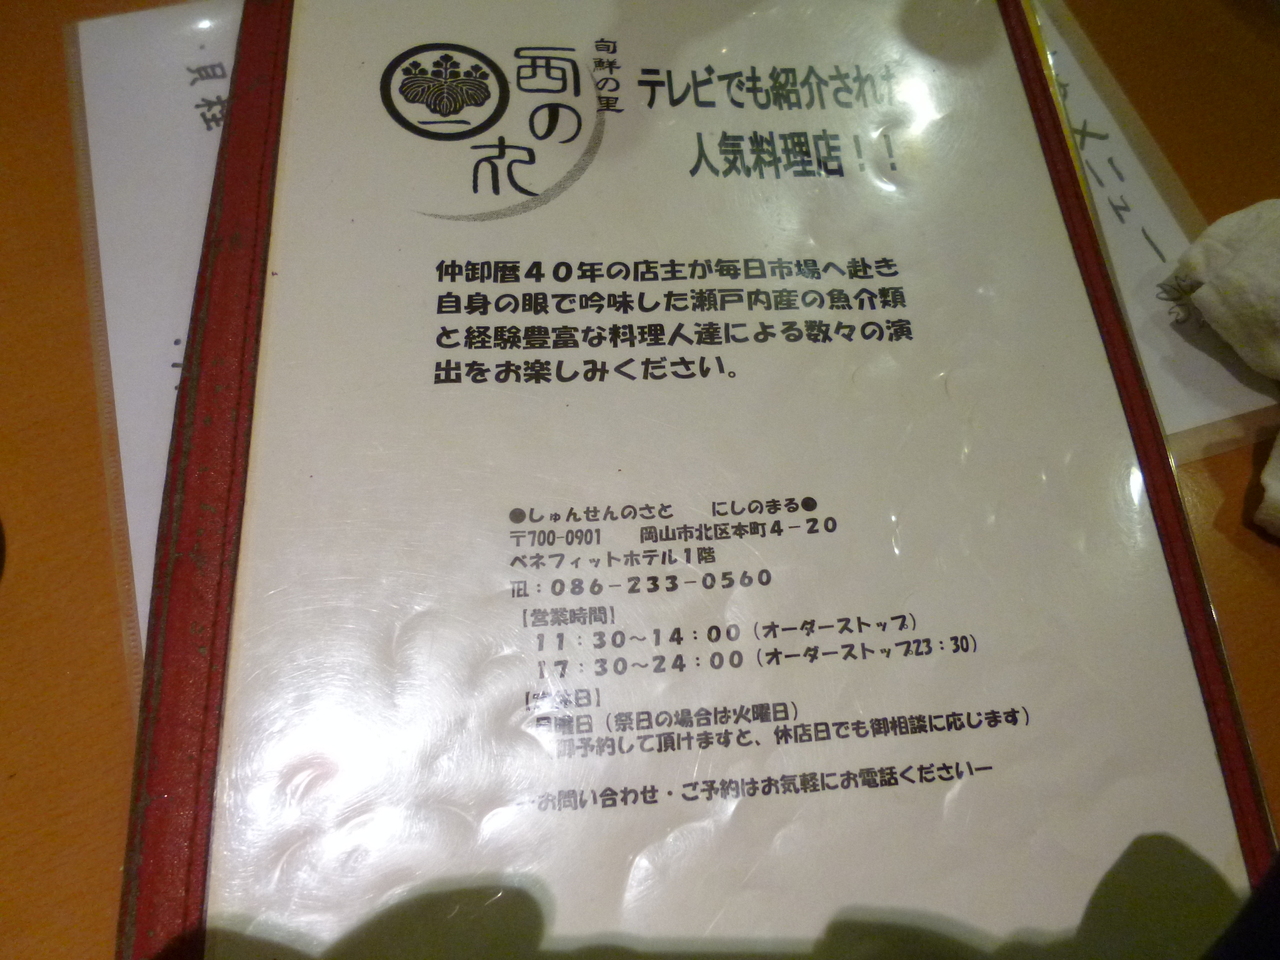 旬鮮の里
西の丸
テレビでも紹介された
人気料理店！！
仲卸暦４０年の店主が毎日市場へ赴き
自身の眼で吟味した瀬戸内産の魚介類
と経験豊富な料理人達による数々の演
出をお楽しみください。
●しゅんせんのさと　にしのまる●
〒700-0901　岡山市北区本町４－２０
ベネフィットホテル１階
℡：０８６－２３３－０５６０
【営業時間】
１１：３０～１４：００（オーダーストップ）
１７：３０～２４：００（オーダーストップ23：30）
【定休日】
月曜日（祭日の場合は火曜日）
御予約して頂けますと、休店日でも御相談に応じます）
ーお問い合わせ・ご予約はお気軽にお電話くださいー
貝柱
メニュー